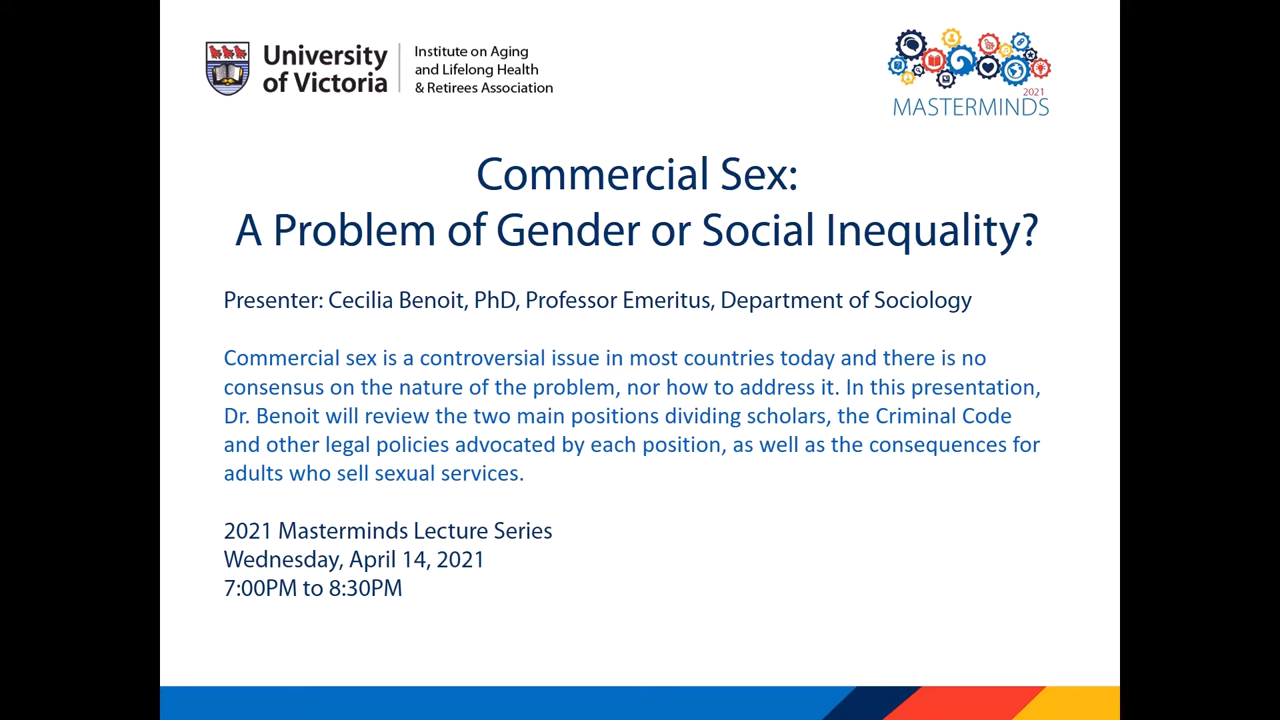 University
of Victoria
Institute on Aging
and Lifelong Health
& Retirees Association
2021
MASTERMINDS
Commercial Sex:
A Problem of Gender or Social Inequality?
Presenter: Cecilia Benoit, PhD, Professor Emeritus, Department of Sociology
Commercial sex is a controversial issue in most countries today and there is no
consensus on the nature of the problem, nor how to address it. In this presentation,
Dr. Benoit will review the two main positions dividing scholars, the Criminal Code
and other legal policies advocated by each position, as well as the consequences for
adults who sell sexual services.
2021 Masterminds Lecture Series
Wednesday, April 14, 2021
7:00PM to 8:30PM